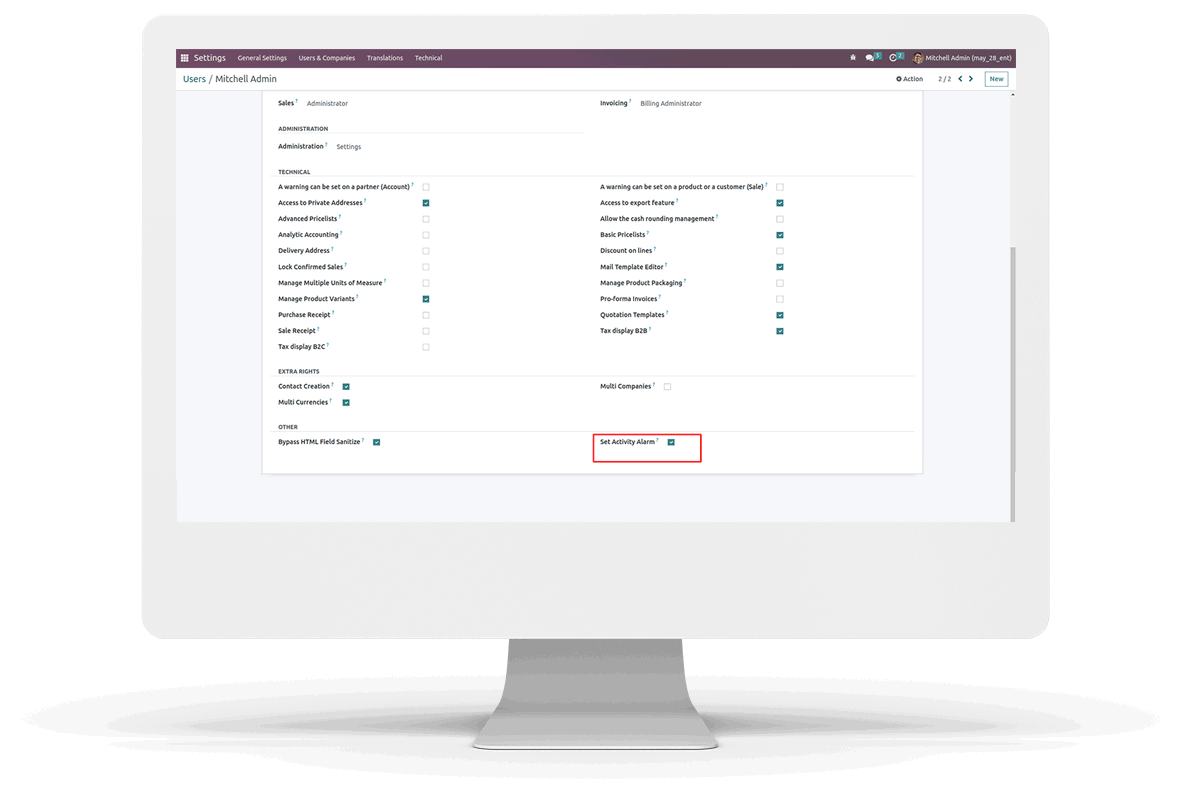 Settings General Settings Users & Companies Translations Technical 5 2 Mitchell Admin (may_28_ent)
Users / Mitchell Admin Action 2 / 2 New
Sales ? Administrator Invoicing ? Billing Administrator
ADMINISTRATION
Administration ? Settings
TECHNICAL
A warning can be set on a partner (Account) ? A warning can be set on a product or a customer (Sale) ?
Access to Private Addresses ? Access to export feature ?
Advanced Pricelists ? Allow the cash rounding management ?
Analytic Accounting ? Basic Pricelists ?
Delivery Address ? Discount on lines ?
Lock Confirmed Sales ? Mail Template Editor ?
Manage Multiple Units of Measure ? Manage Product Packaging ?
Manage Product Variants ? Pro-forma Invoices ?
Purchase Receipt ? Quotation Templates ?
Sale Receipt ? Tax display B2B ?
Tax display B2C ?
EXTRA RIGHTS
Contact Creation ? Multi Companies ?
Multi Currencies ?
OTHER
Bypass HTML Field Sanitize ? Set Activity Alarm ?